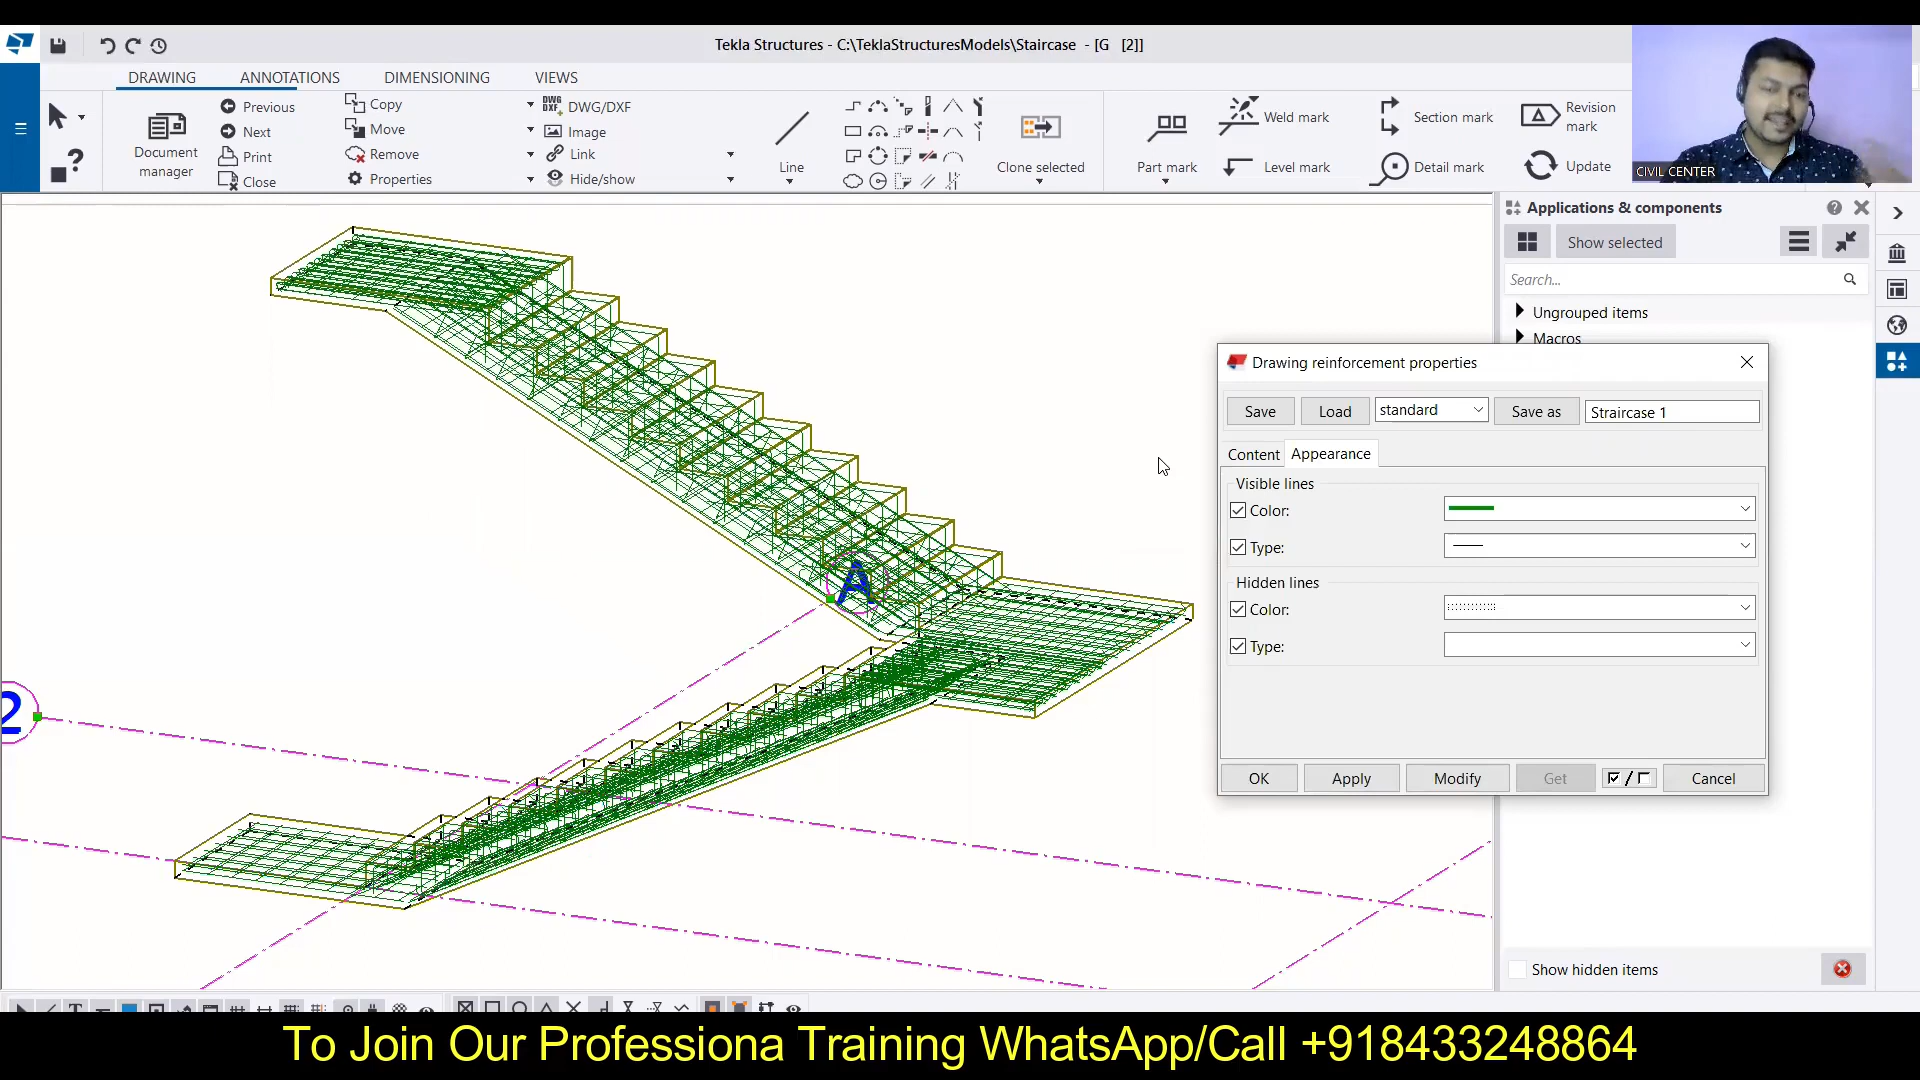 Tekla Structures - C:\TeklaStructuresModels\Staircase - [G [2]]
DRAWING ANNOTATIONS DIMENSIONING VIEWS
Document manager
Previous
Next
Print
Close
Copy
Move
Remove
Properties
DWG DXF DWG/DXF
Image
Link
Hide/show
Line
Clone selected
Part mark
Weld mark
Level mark
Section mark
Detail mark
Revision mark
Update
CIVIL CENTER
Applications & components
Show selected
Search...
Ungrouped items
Macros
Drawing reinforcement properties
Save Load standard Save as Straircase 1
Content Appearance
Visible lines
Color:
Type:
Hidden lines
Color:
Type:
OK Apply Modify Get Cancel
A
2
Show hidden items
To Join Our Professiona Training WhatsApp/Call +918433248864